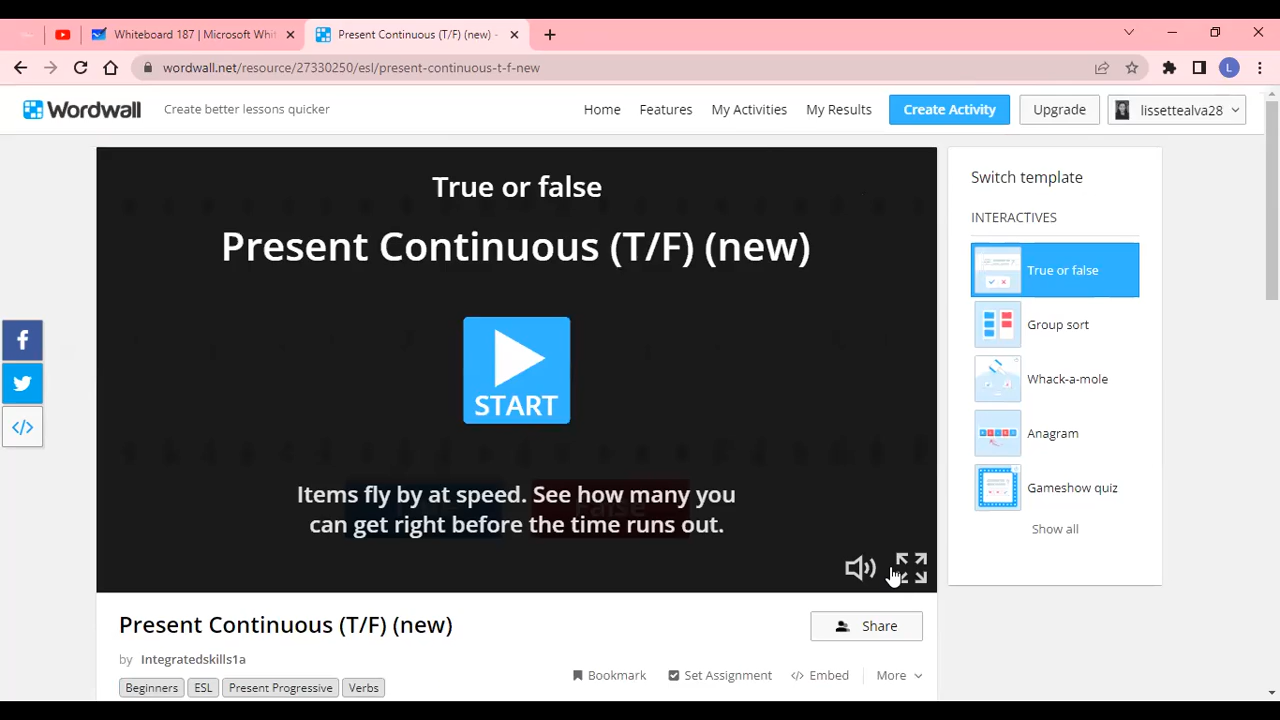 Whiteboard 187 | Microsoft Whit
Present Continuous (T/F) (new) -
wordwall.net/resource/27330250/esl/present-continuous-t-f-new
L
Wordwall
Create better lessons quicker
Home
Features
My Activities
My Results
Create Activity
Upgrade
lissettealva28
True or false
Present Continuous (T/F) (new)
START
Items fly by at speed. See how many you
can get right before the time runs out.
Switch template
INTERACTIVES
True or false
Group sort
Whack-a-mole
Anagram
Gameshow quiz
Show all
Present Continuous (T/F) (new)
Share
by Integratedskills1a
Bookmark
Set Assignment
</> Embed
More
Beginners
ESL
Present Progressive
Verbs